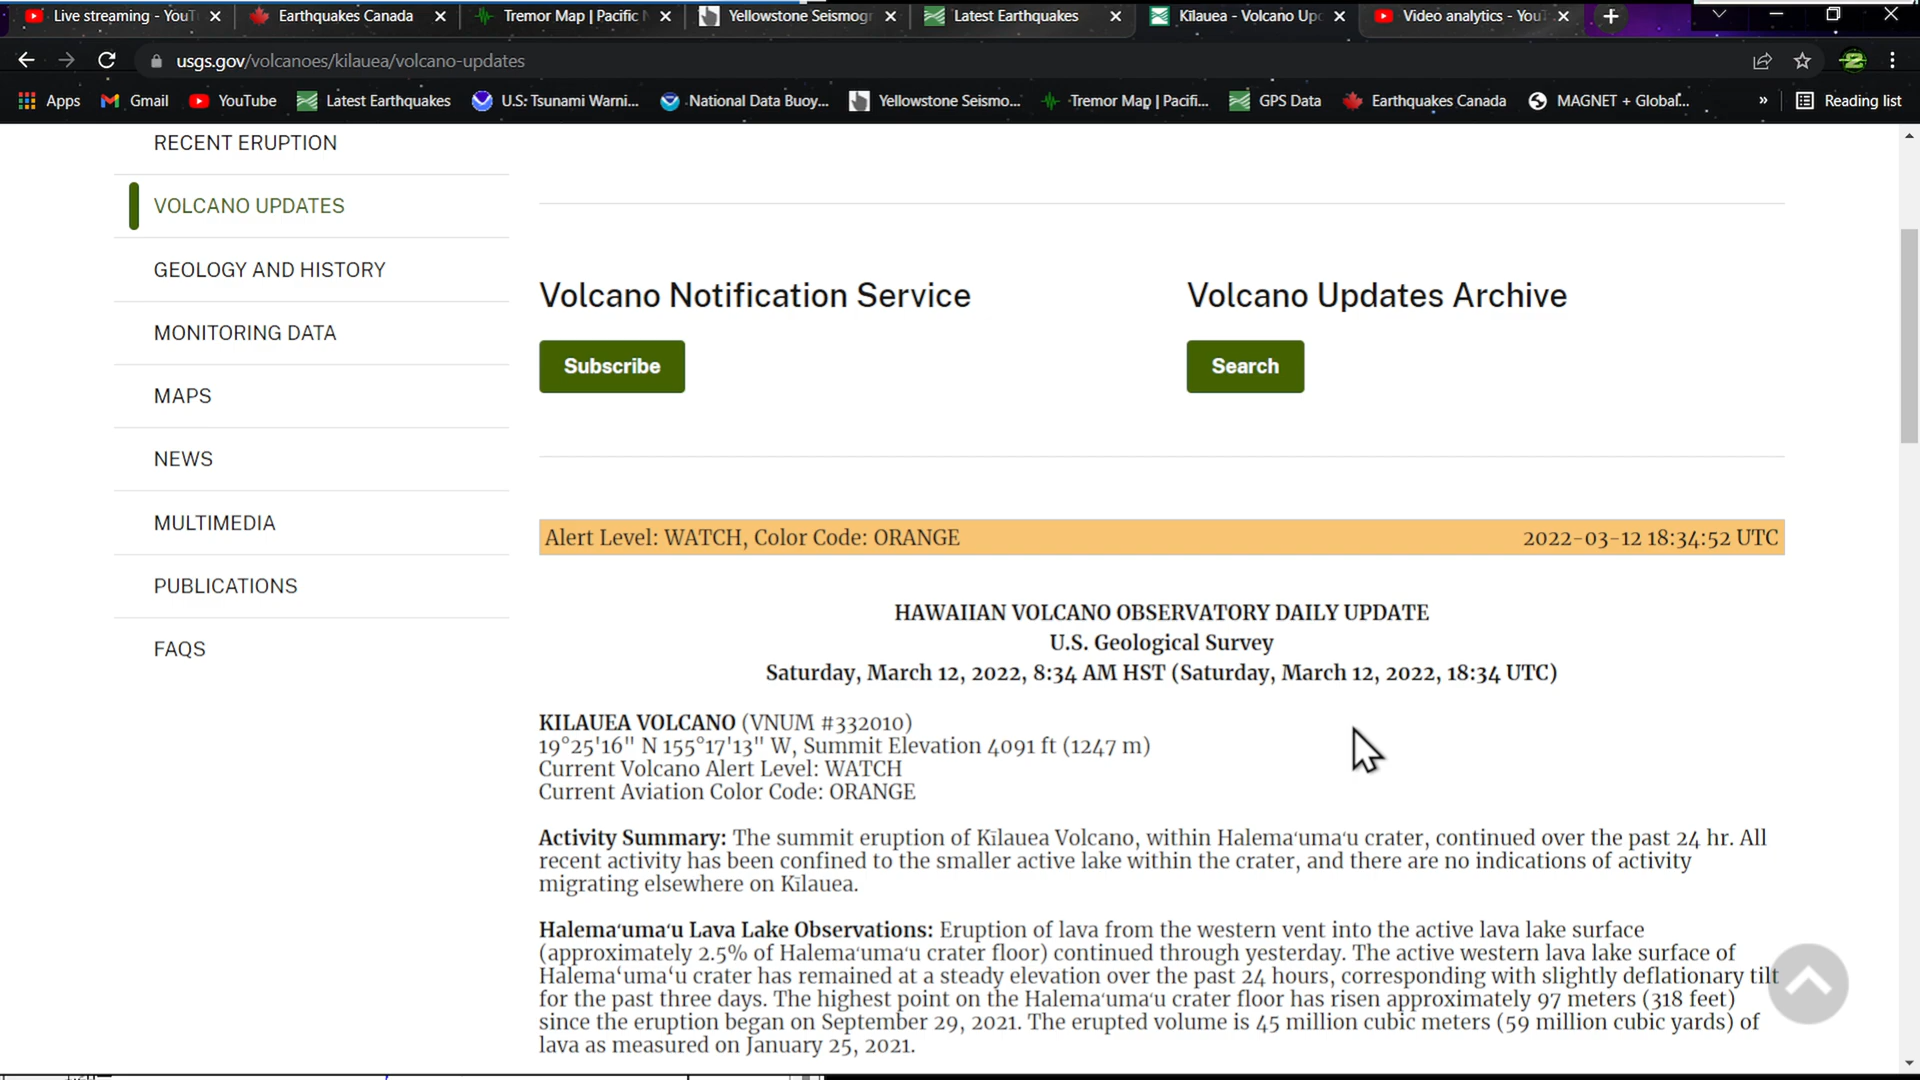 Live streaming - YouT
Earthquakes Canada
Tremor Map | Pacific N
Yellowstone Seismogr
Latest Earthquakes
Kīlauea - Volcano Upd
Video analytics - YouT
usgs.gov/volcanoes/kilauea/volcano-updates
Apps
Gmail
YouTube
Latest Earthquakes
U.S. Tsunami Warni...
National Data Buoy...
Yellowstone Seismo...
Tremor Map | Pacifi...
GPS Data
Earthquakes Canada
MAGNET + Global...
»
Reading list
RECENT ERUPTION
VOLCANO UPDATES
GEOLOGY AND HISTORY
MONITORING DATA
MAPS
NEWS
MULTIMEDIA
PUBLICATIONS
FAQS
Volcano Notification Service
Subscribe
Volcano Updates Archive
Search
Alert Level: WATCH, Color Code: ORANGE
2022-03-12 18:34:52 UTC
HAWAIIAN VOLCANO OBSERVATORY DAILY UPDATE
U.S. Geological Survey
Saturday, March 12, 2022, 8:34 AM HST (Saturday, March 12, 2022, 18:34 UTC)
KILAUEA VOLCANO (VNUM #332010)
19°25'16" N 155°17'13" W, Summit Elevation 4091 ft (1247 m)
Current Volcano Alert Level: WATCH
Current Aviation Color Code: ORANGE
Activity Summary: The summit eruption of Kīlauea Volcano, within Halemaʻumaʻu crater, continued over the past 24 hr. All
recent activity has been confined to the smaller active lake within the crater, and there are no indications of activity
migrating elsewhere on Kīlauea.
Halemaʻumaʻu Lava Lake Observations: Eruption of lava from the western vent into the active lava lake surface
(approximately 2.5% of Halemaʻumaʻu crater floor) continued through yesterday. The active western lava lake surface of
Halemaʻumaʻu crater has remained at a steady elevation over the past 24 hours, corresponding with slightly deflationary tilt
for the past three days. The highest point on the Halemaʻumaʻu crater floor has risen approximately 97 meters (318 feet)
since the eruption began on September 29, 2021. The erupted volume is 45 million cubic meters (59 million cubic yards) of
lava as measured on January 25, 2021.